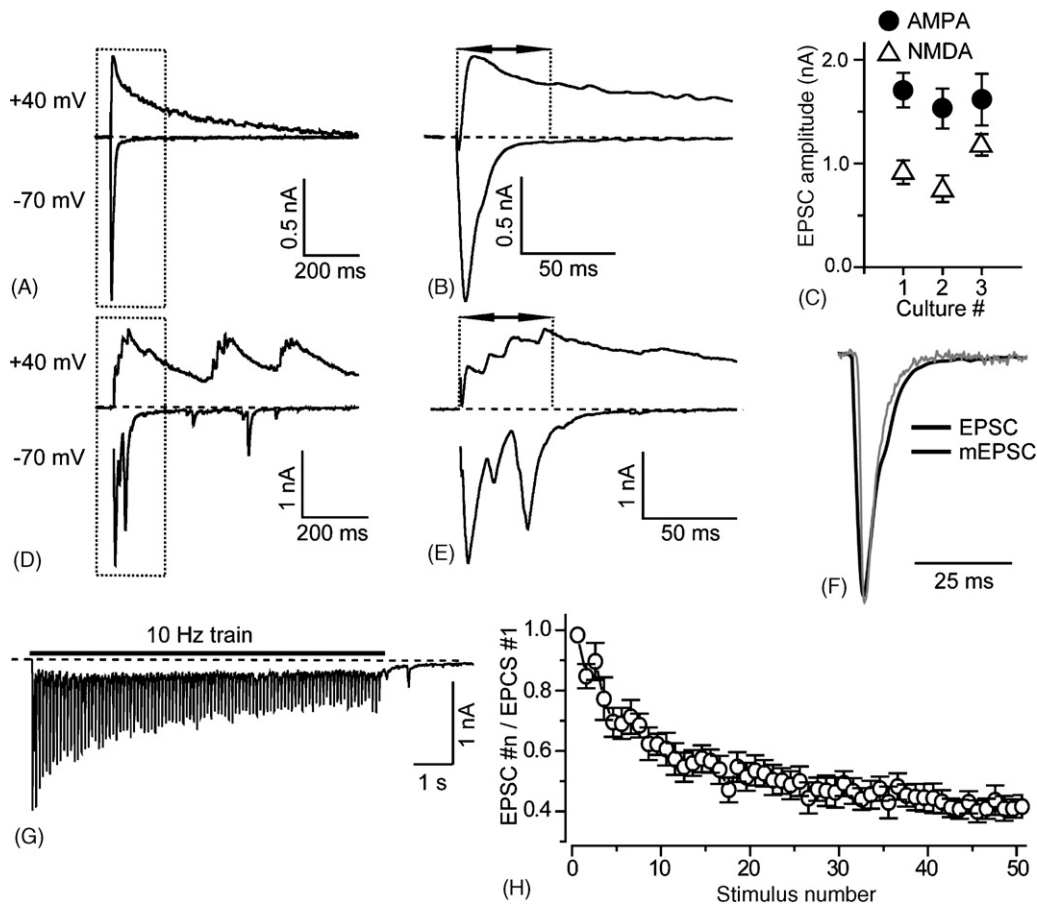 +40 mV
-70 mV
0.5 nA
200 ms
(A)
0.5 nA
50 ms
(B)
AMPA
NMDA
EPSC amplitude (nA)
2.0
1.0
0.0
1 2 3
Culture #
(C)
+40 mV
-70 mV
1 nA
200 ms
(D)
1 nA
50 ms
(E)
EPSC
mEPSC
25 ms
(F)
10 Hz train
1 nA
1 s
(G)
EPSC #n / EPCS #1
1.0
0.8
0.6
0.4
0 10 20 30 40 50
Stimulus number
(H)